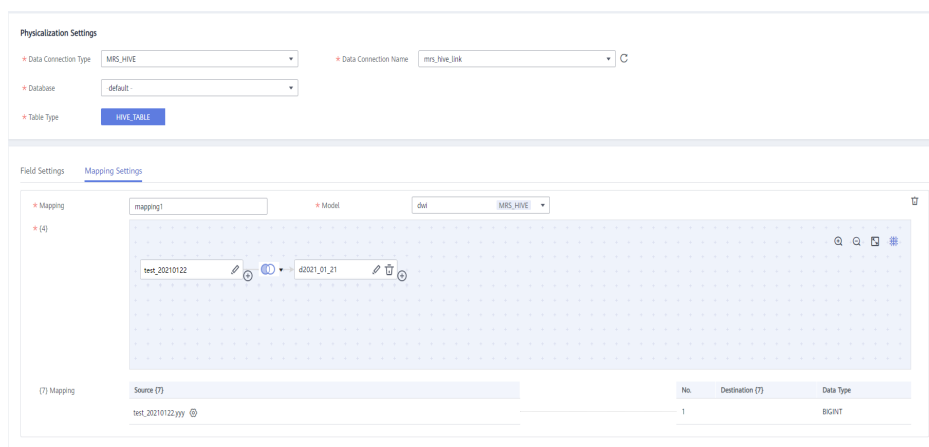 Physicalization Settings
* Data Connection Type MRS_HIVE * Data Connection Name mrs_hive_link
* Database -default -
* Table Type HIVE_TABLE
Field Settings Mapping Settings
* Mapping mapping1 * Model dwi MRS_HIVE
* {4}
test_20210122 d2021_01_21
{7} Mapping Source {7} No. Destination {7} Data Type
test_20210122.yyy 1 BIGINT